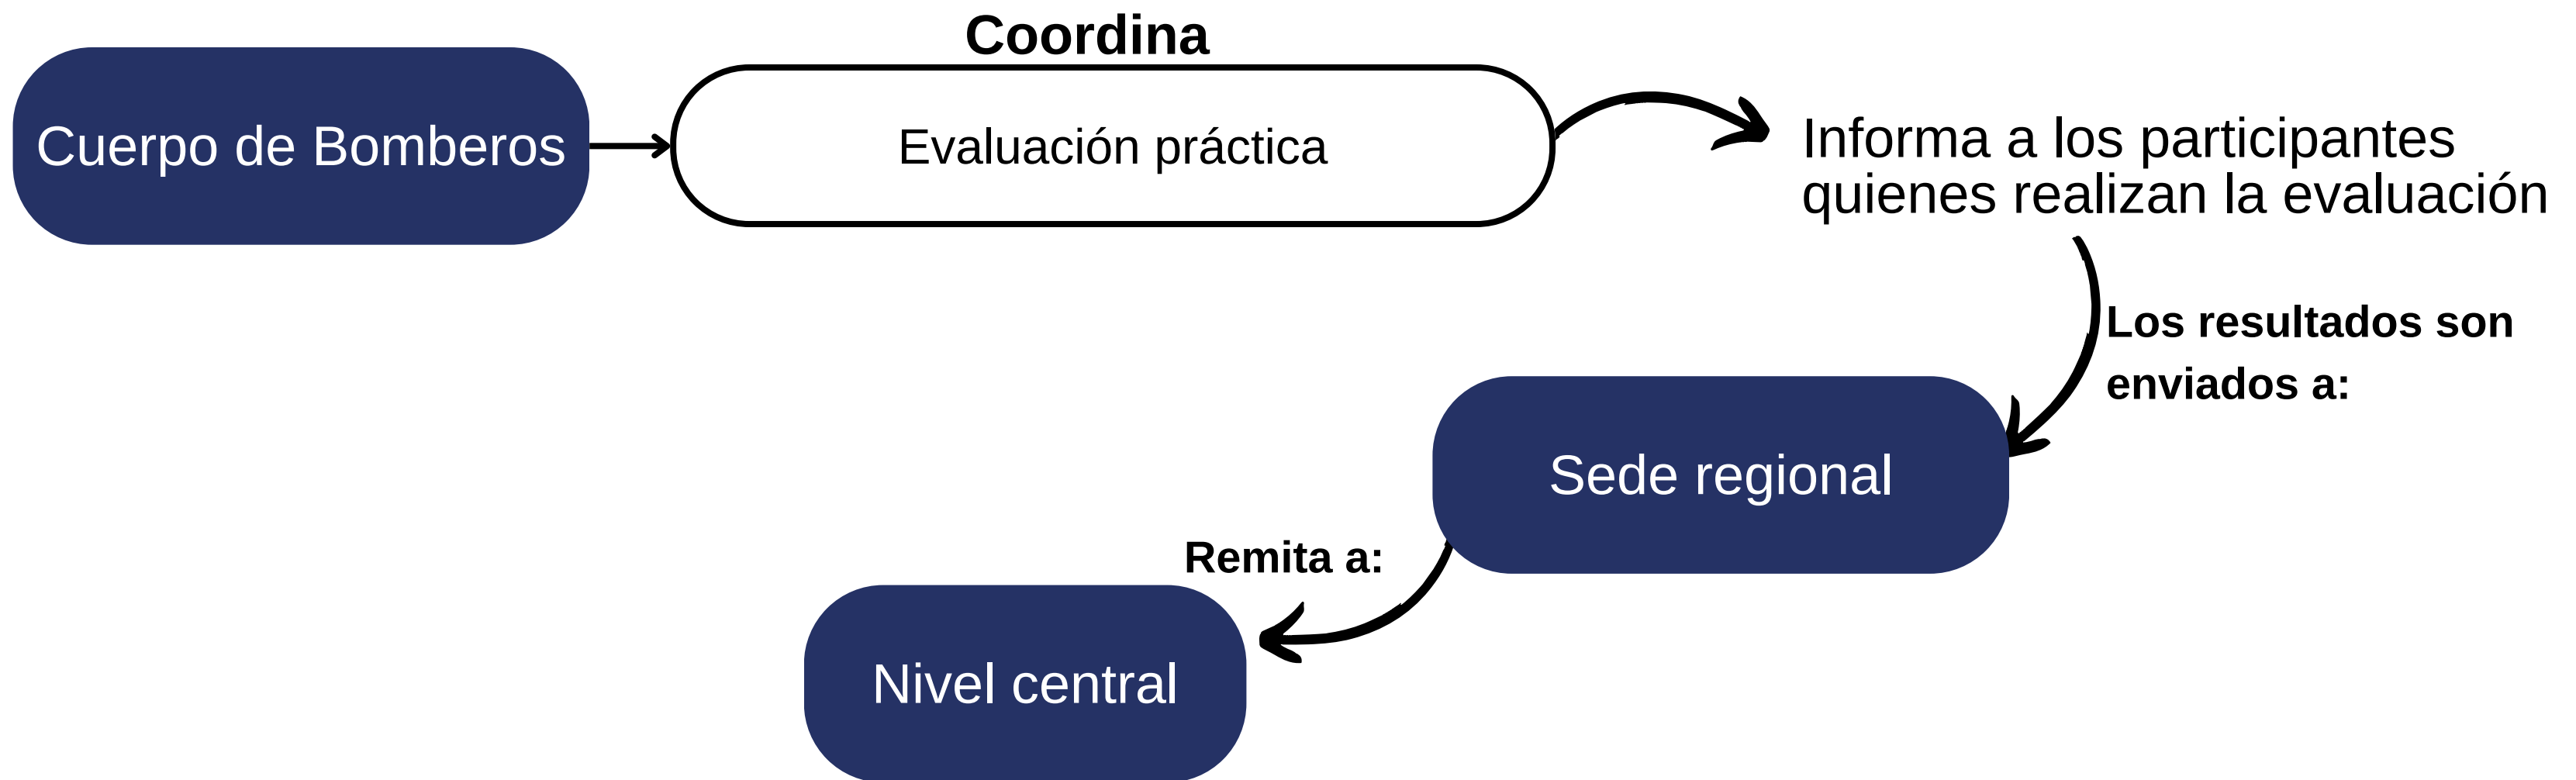 Coordina
Cuerpo de Bomberos
Evaluación práctica
Informa a los participantes
quienes realizan la evaluación
Los resultados son
enviados a:
Sede regional
Remita a:
Nivel central